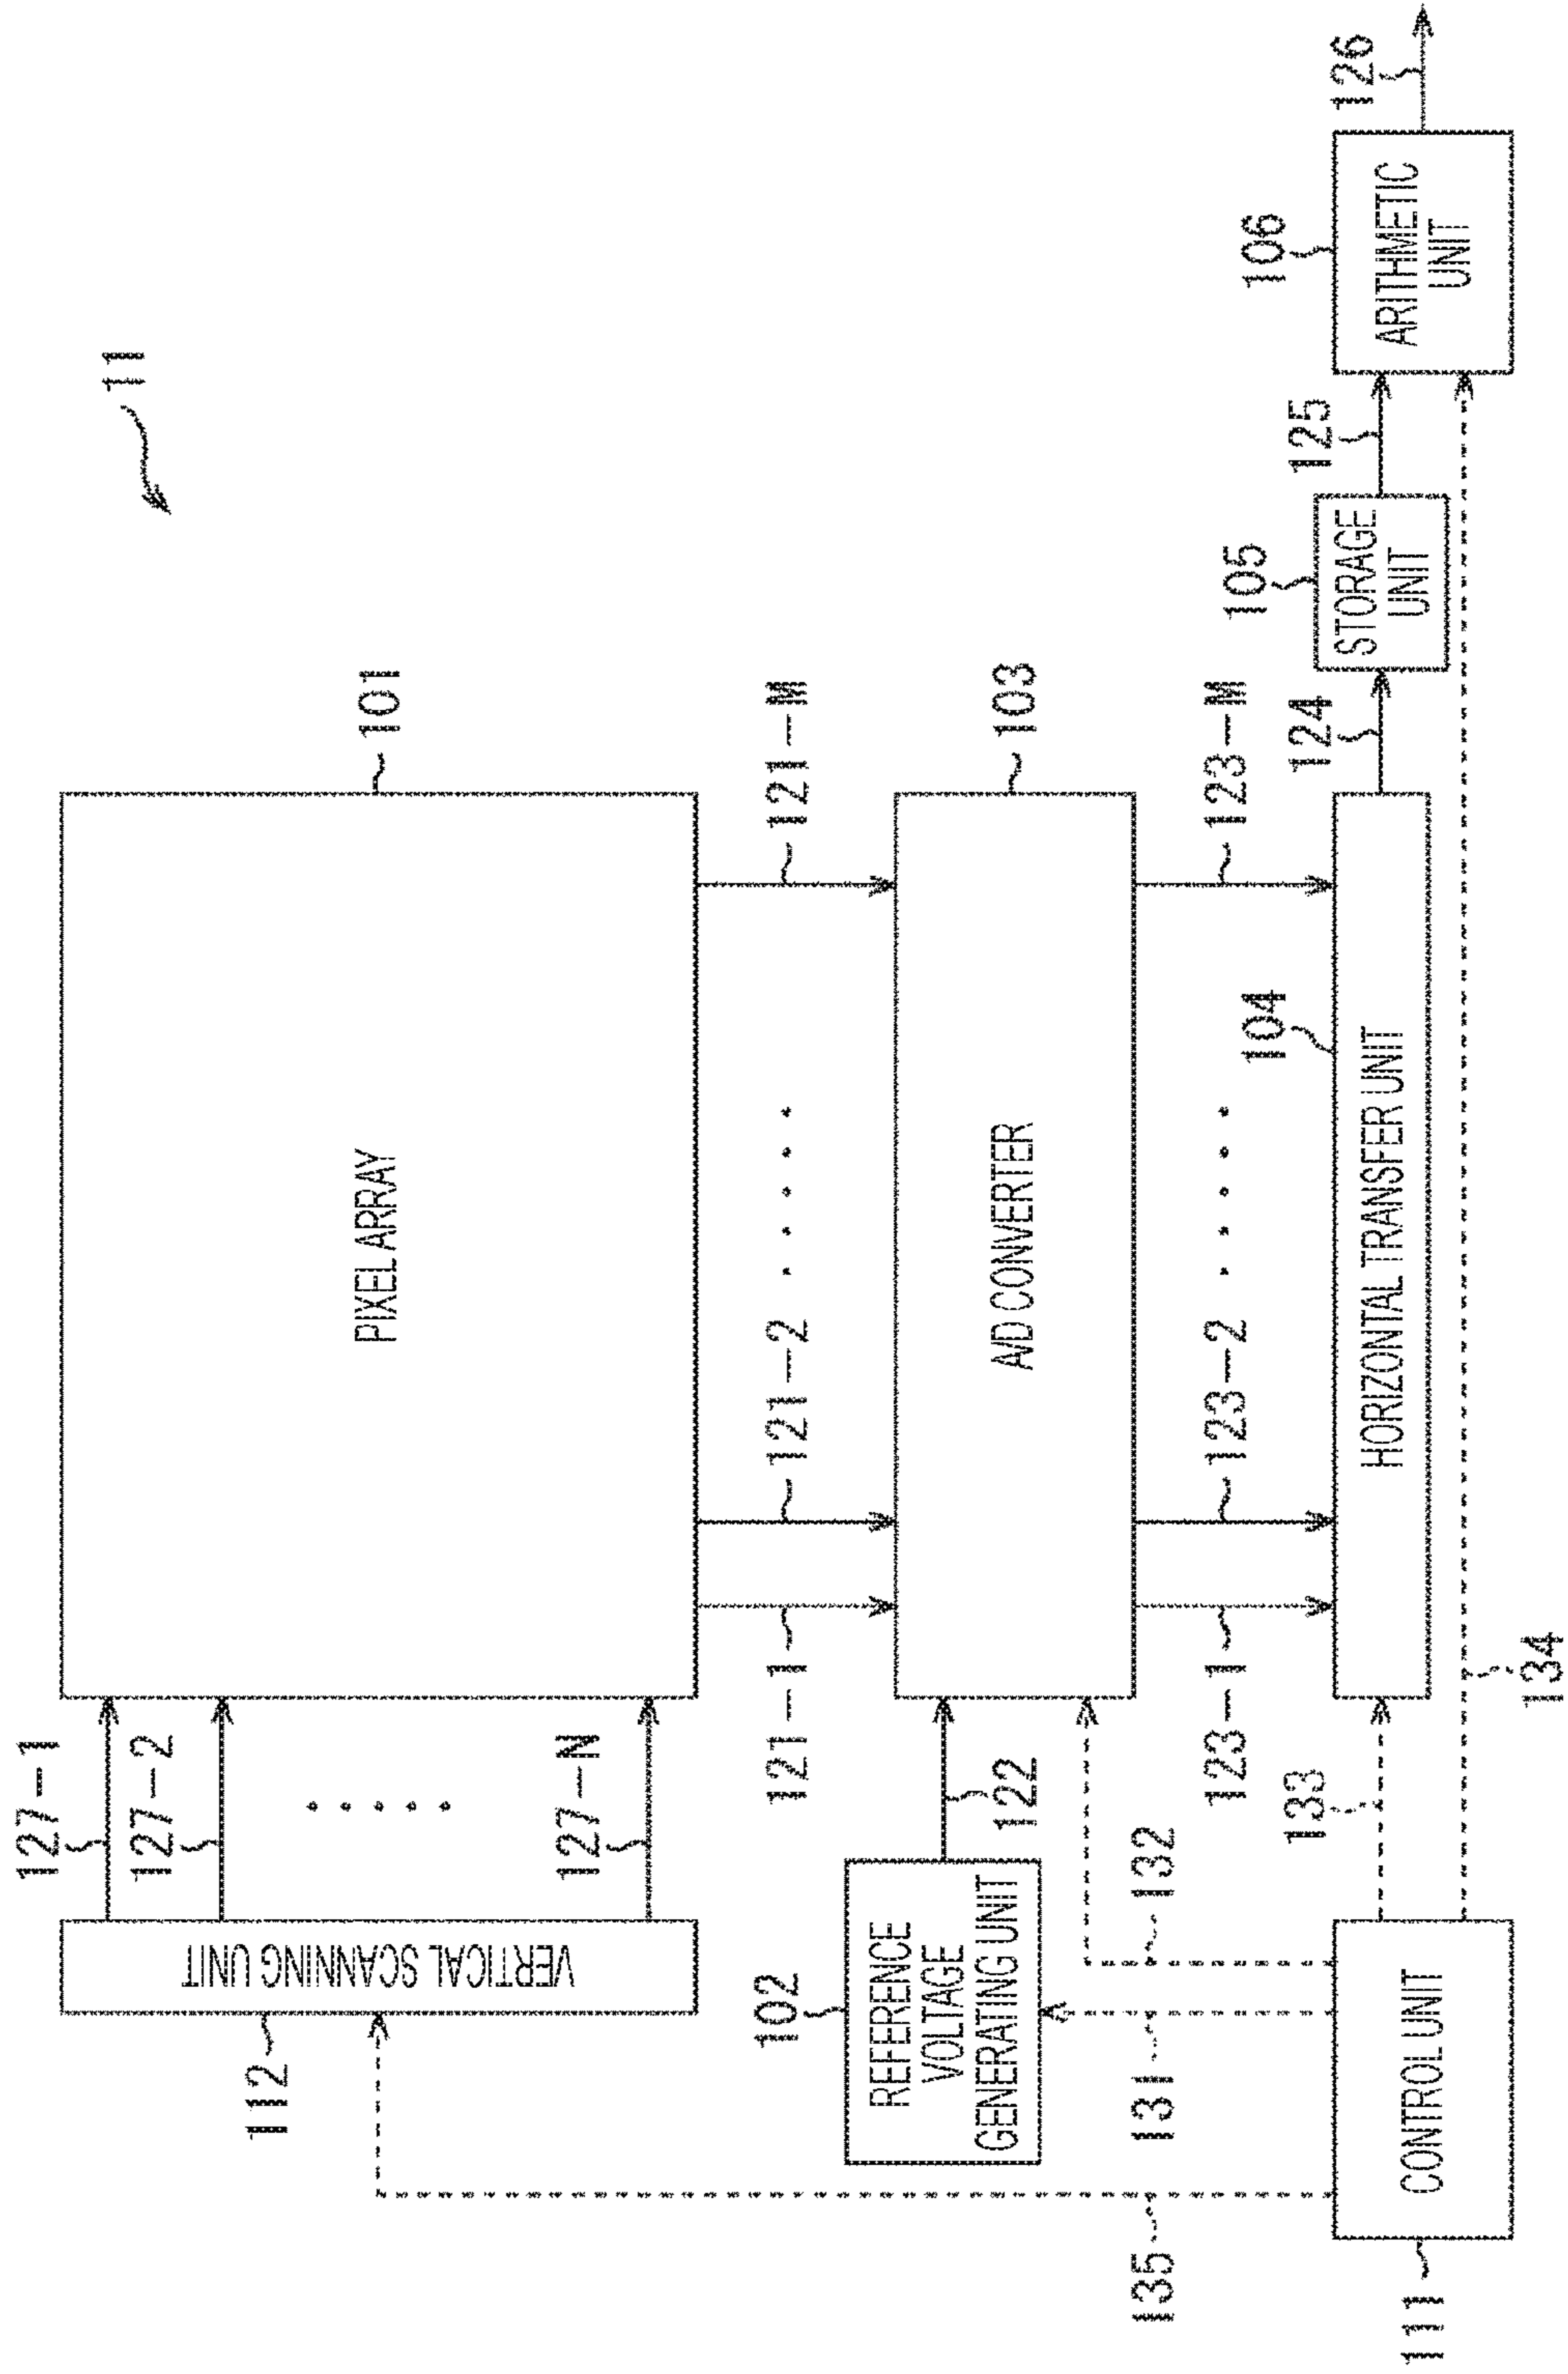 11
127-1
127-2
127-N
VERTICAL SCANNING UNIT
112
PIXEL ARRAY
101
121-1
121-2
121-M
102
REFERENCE
VOLTAGE
GENERATING UNIT
122
A/D CONVERTER
103
135
131
132
123-1
123-2
123-M
104
111
CONTROL UNIT
133
HORIZONTAL TRANSFER UNIT
124
105
STORAGE
UNIT
125
106
ARITHMETIC
UNIT
126
134